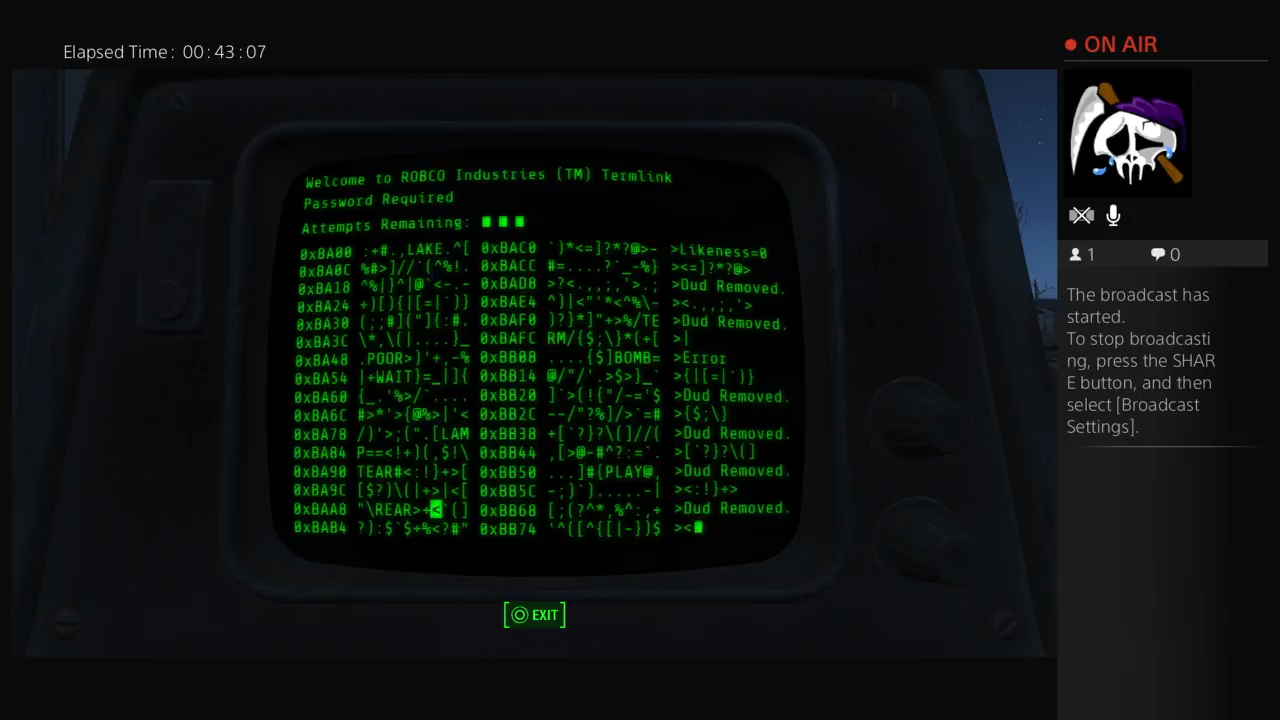 Elapsed Time: 00:43:07
ON AIR
Welcome to ROBCO Industries (TM) Termlink
Password Required
Attempts Remaining: ■ ■ ■
0xBA00 :+#.,LAKE.^[ 0xBAC0 `)*<=]?*?@>- >Likeness=0
0xBA0C %#>]//`(^%!. 0xBACC #=....?`_-%} ><=]?*?@>
0xBA18 ^%|}^|@`<-.- 0xBAD8 >?<.,,;,'>.; >Dud Removed.
0xBA24 +)[){|[=|`)} 0xBAE4 ^)|<"'*<^%\- ><.,,;,'>
0xBA30 (;;#]("]{:#. 0xBAF0 )?}*]"+>%/TE >Dud Removed.
0xBA3C \*,\(|....}_ 0xBAFC RM/{$;\}*(+[ >|
0xBA48 .POOR>)'+,-% 0xBB08 ....{$]BOMB= >Error
0xBA54 |+WAIT}=_|]{ 0xBB14 @/"/'.>$>}_` >{|[=|`)}
0xBA60 {_.'%>/`.... 0xBB20 ]`>(!{"/-='$ >Dud Removed.
0xBA6C #>*'>{@%>|'< 0xBB2C --/"?%]/>`=# >{$;\}
0xBA78 /)'>;(".[LAM 0xBB38 +[`?}?\(]//( >Dud Removed.
0xBA84 P==<!+)(,$!\ 0xBB44 ,[>@-#^?:=`. >[`?}?\(]
0xBA90 TEAR#<:!}+>[ 0xBB50 ...]#{PLAY@, >Dud Removed.
0xBA9C [$?)\(|+>|<[ 0xBB5C -;)`).....-| ><:!}+>
0xBAA8 "\REAR>+<`(] 0xBB68 [;(?^*,%^:,+ >Dud Removed.
0xBAB4 ?):$`$+%<?#" 0xBB74 '^([^{[|-})$ ><■
[EXIT]
1 0
The broadcast has
started.
To stop broadcasti
ng, press the SHAR
E button, and then
select [Broadcast
Settings].